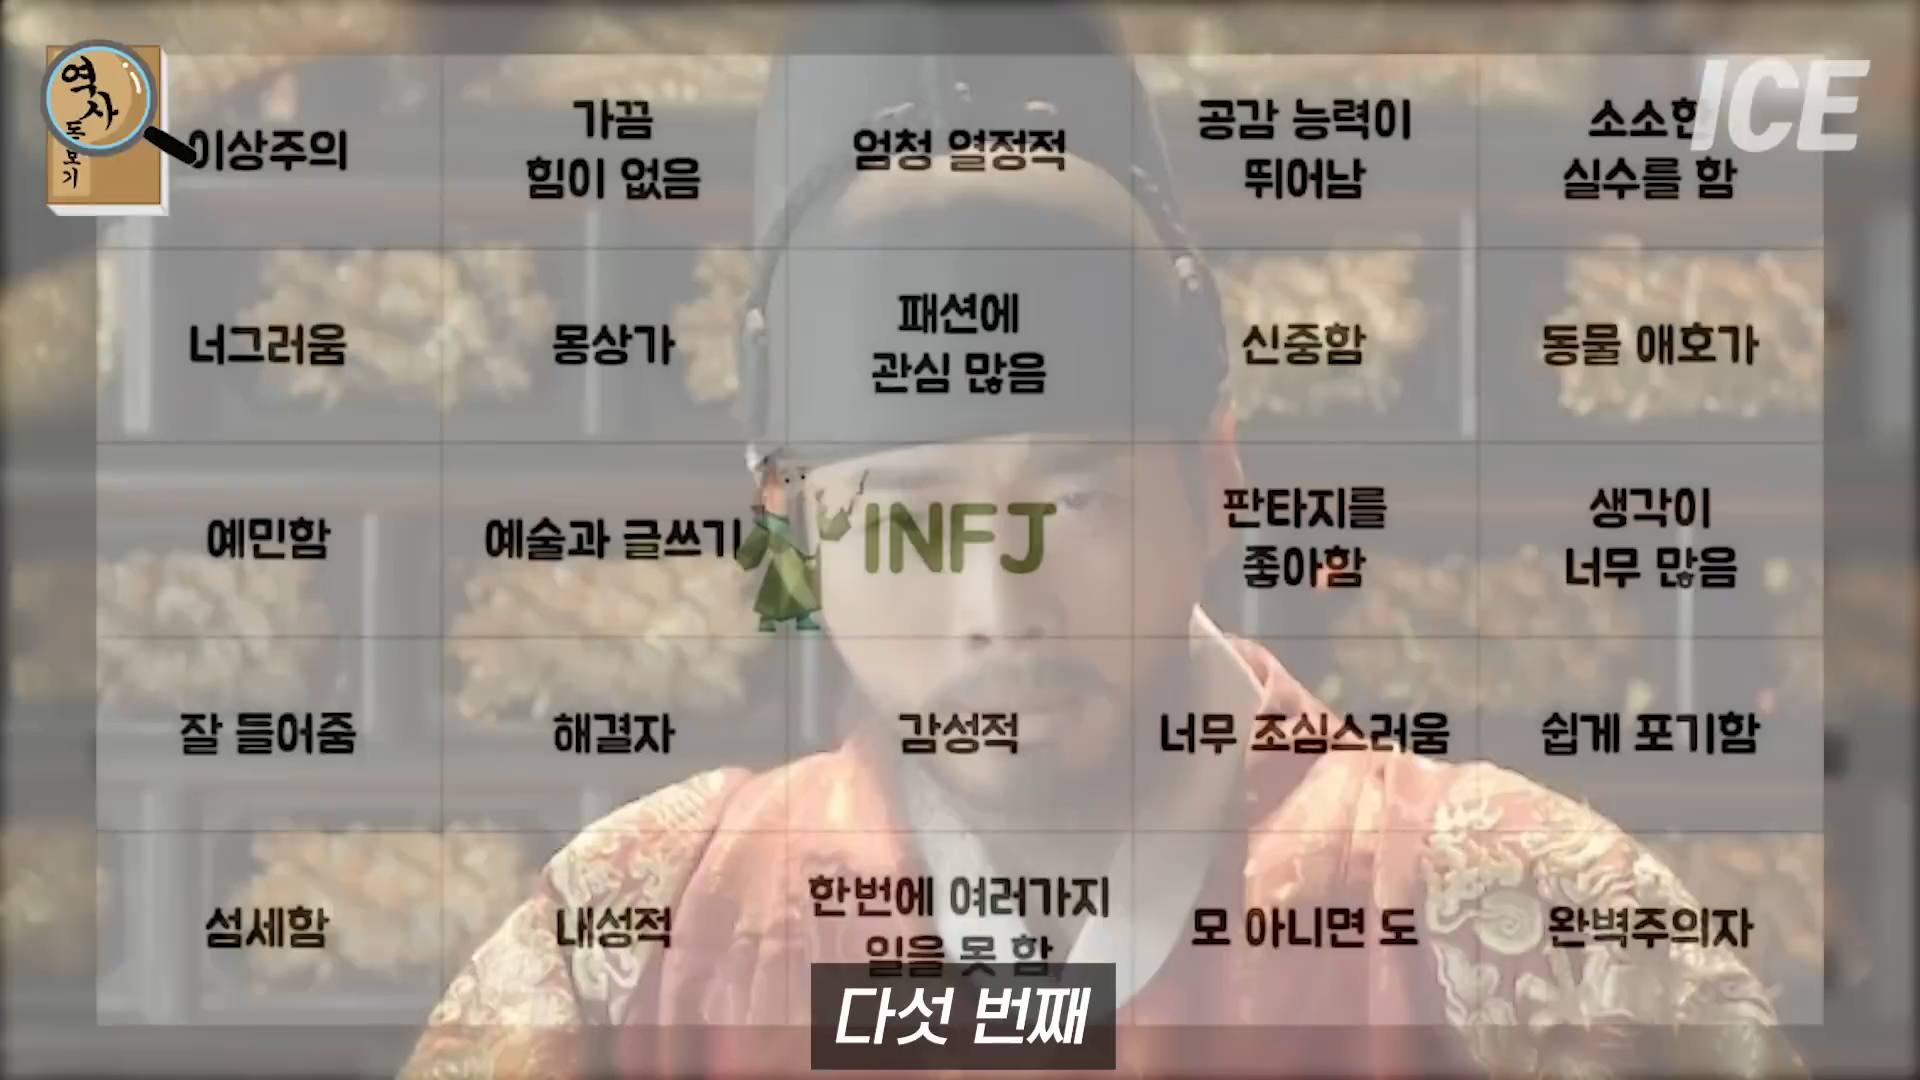 역사
돋보기
ICE
이상주의
가끔
힘이 없음
엄청 열정적
공감 능력이
뛰어남
소소한
실수를 함
너그러움
몽상가
패션에
관심 많음
신중함
동물 애호가
예민함
예술과 글쓰기
INFJ
판타지를
좋아함
생각이
너무 많음
잘 들어줌
해결자
감성적
너무 조심스러움
쉽게 포기함
섬세함
내성적
한번에 여러가지
일을 못 함
모 아니면 도
완벽주의자
다섯 번째